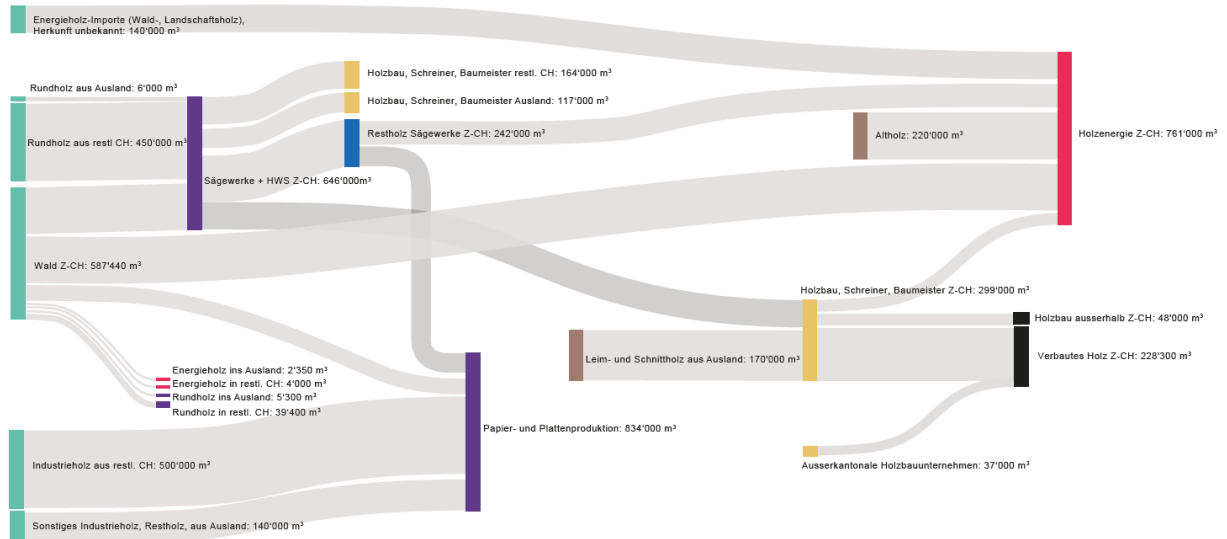 Energieholz-Importe (Wald-, Landschaftsholz),
Herkunft unbekannt: 140'000 m³
Rundholz aus Ausland: 6'000 m³
Rundholz aus restl CH: 450'000 m³
Holzbau, Schreiner, Baumeister restl. CH: 164'000 m³
Holzbau, Schreiner, Baumeister Ausland: 117'000 m³
Restholz Sägewerke Z-CH: 242'000 m³
Altholz: 220'000 m³
Holzenergie Z-CH: 761'000 m³
Sägewerke + HWS Z-CH: 646'000m³
Wald Z-CH: 587'440 m³
Holzbau, Schreiner, Baumeister Z-CH: 299'000 m³
Holzbau ausserhalb Z-CH: 48'000 m³
Leim- und Schnittholz aus Ausland: 170'000 m³
Verbautes Holz Z-CH: 228'300 m³
Energieholz ins Ausland: 2'350 m³
Energieholz in restl. CH: 4'000 m³
Rundholz ins Ausland: 5'300 m³
Rundholz in restl. CH: 39'400 m³
Papier- und Plattenproduktion: 834'000 m³
Industrieholz aus restl. CH: 500'000 m³
Ausserkantonale Holzbauunternehmen: 37'000 m³
Sonstiges Industrieholz, Restholz, aus Ausland: 140'000 m³